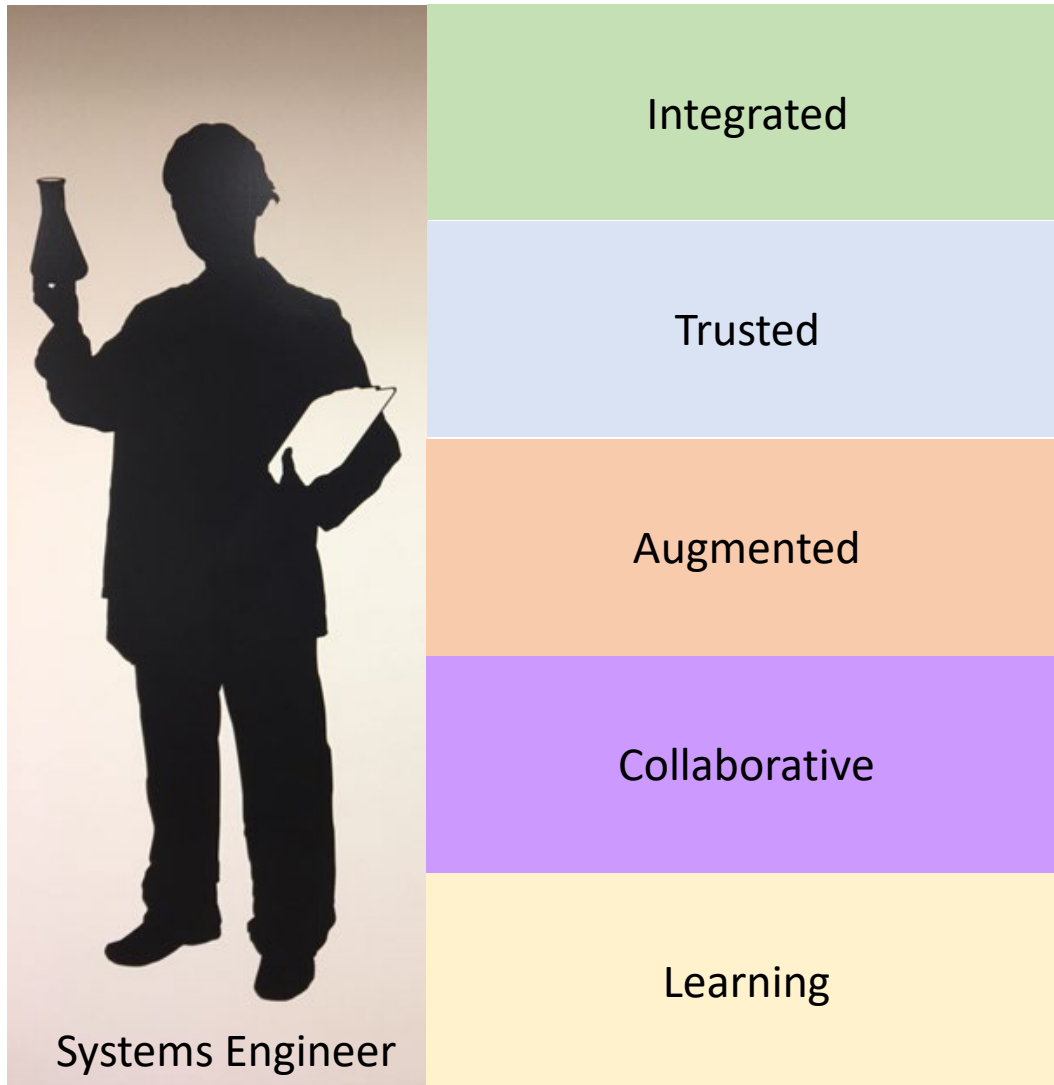 Integrated
Trusted
Augmented
Collaborative
Learning
Systems Engineer